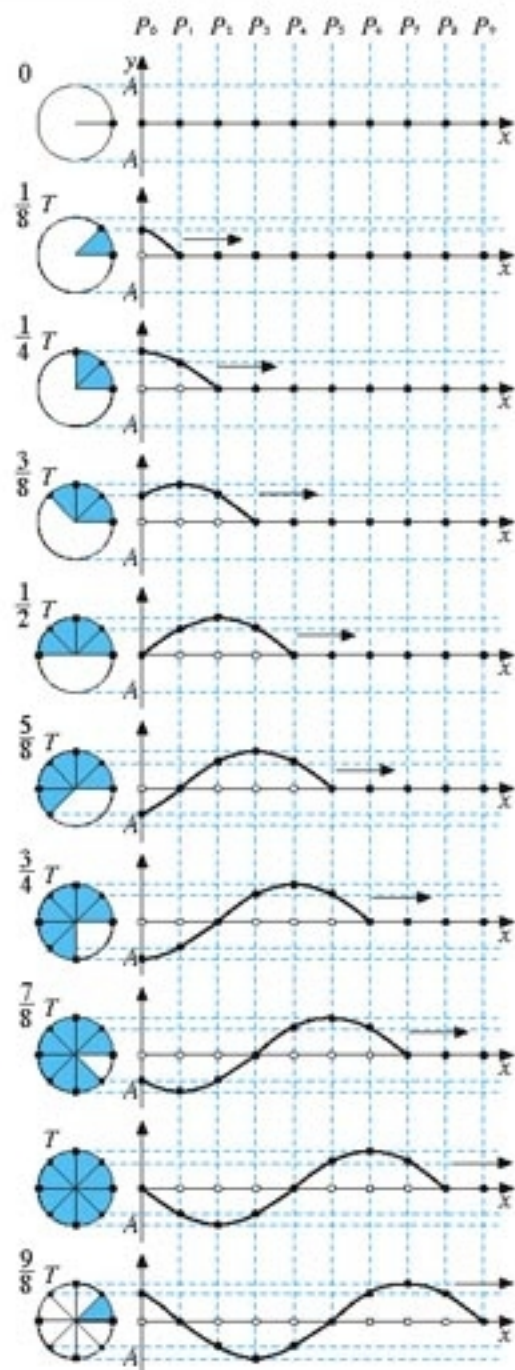 P₀ P₁ P₂ P₃ P₄ P₅ P₆ P₇ P₈ P₉
0 y A
A x
1/8 T
A x
1/4 T
A x
3/8 T
A x
1/2 T
A x
5/8 T
A x
3/4 T
A x
7/8 T
A x
T
A x
9/8 T
A x